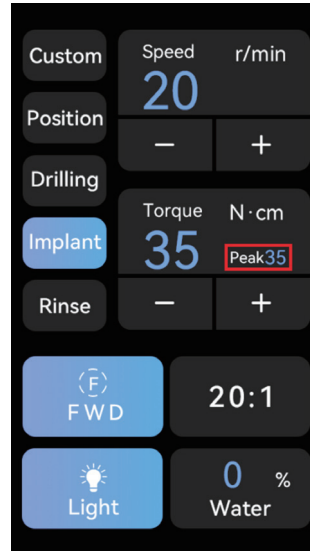 Custom
Position
Drilling
Implant
Rinse
Speed r/min
20
− +
Torque N·cm
35 Peak35
− +
(F)
FWD
20:1
Light
0 %
Water